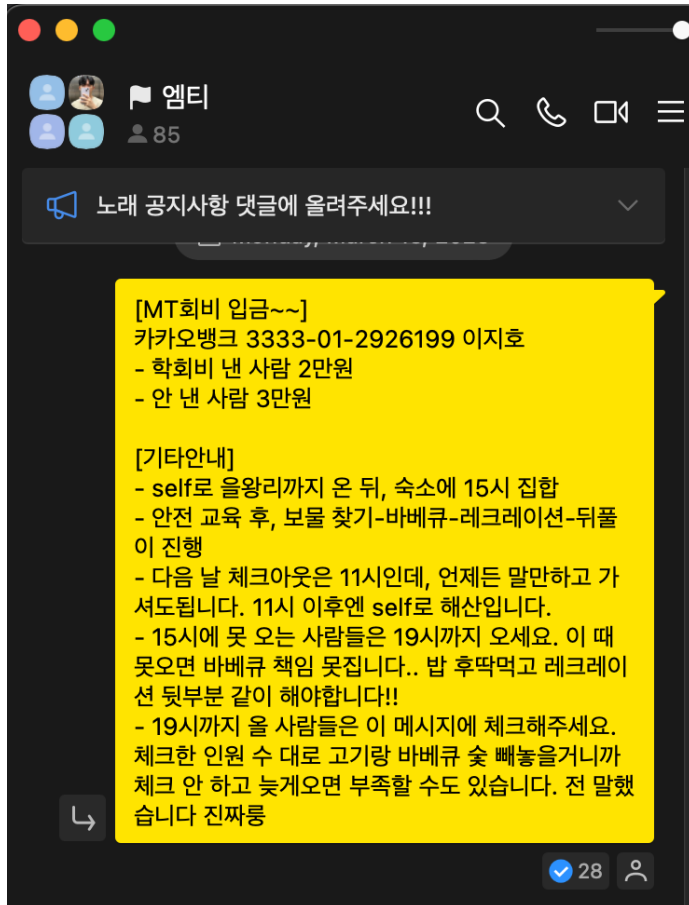 엠티
85
노래 공지사항 댓글에 올려주세요!!!
[MT회비 입금~~]
카카오뱅크 3333-01-2926199 이지호
- 학회비 낸 사람 2만원
- 안 낸 사람 3만원
[기타안내]
- self로 을왕리까지 온 뒤, 숙소에 15시 집합
- 안전 교육 후, 보물 찾기-바베큐-레크레이션-뒤풀
이 진행
- 다음 날 체크아웃은 11시인데, 언제든 말만하고 가
셔도됩니다. 11시 이후엔 self로 해산입니다.
- 15시에 못 오는 사람들은 19시까지 오세요. 이 때
못오면 바베큐 책임 못집니다.. 밥 후딱먹고 레크레이
션 뒷부분 같이 해야합니다!!
- 19시까지 올 사람들은 이 메시지에 체크해주세요.
체크한 인원 수 대로 고기랑 바베큐 숯 빼놓을거니까
체크 안 하고 늦게오면 부족할 수도 있습니다. 전 말했
습니다 진짜룽
28